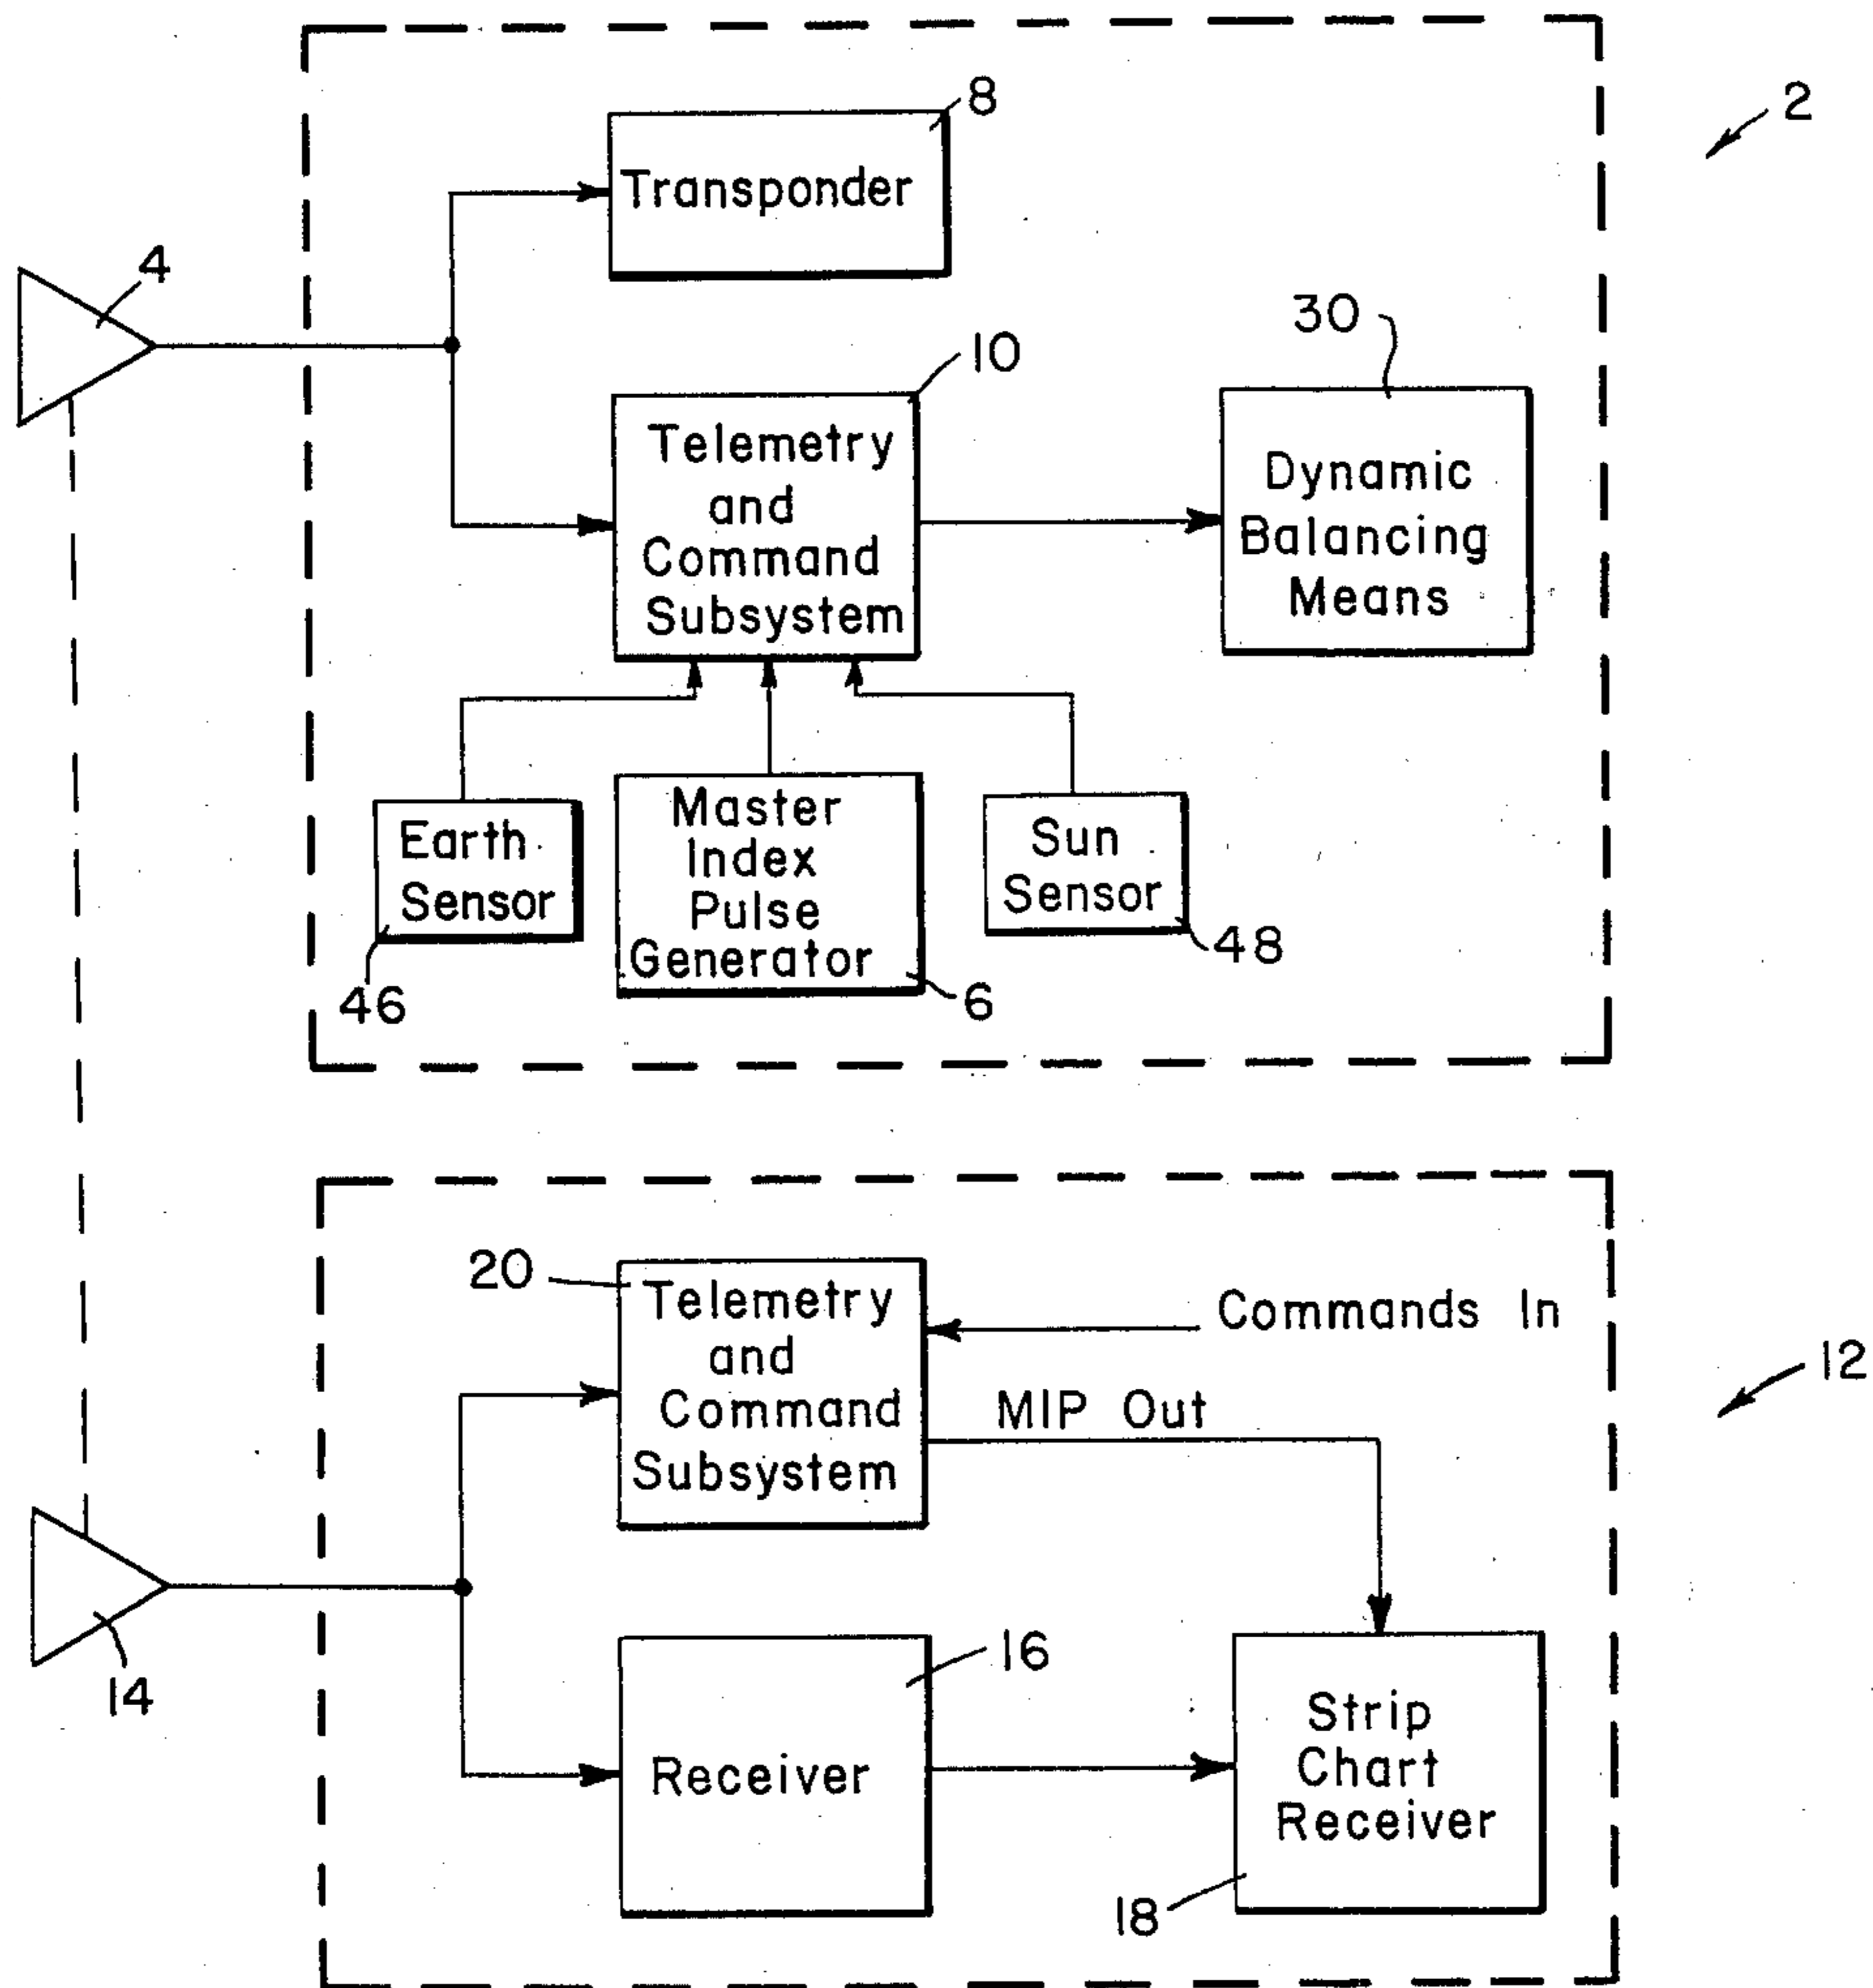 8
2
Transponder
4
30
10
Telemetry
and
Command
Subsystem
Dynamic
Balancing
Means
Earth
Sensor
46
Master
Index
Pulse
Generator
6
Sun
Sensor
48
20
Telemetry
and
Command
Subsystem
Commands In
12
MIP Out
14
16
Receiver
Strip
Chart
Receiver
18